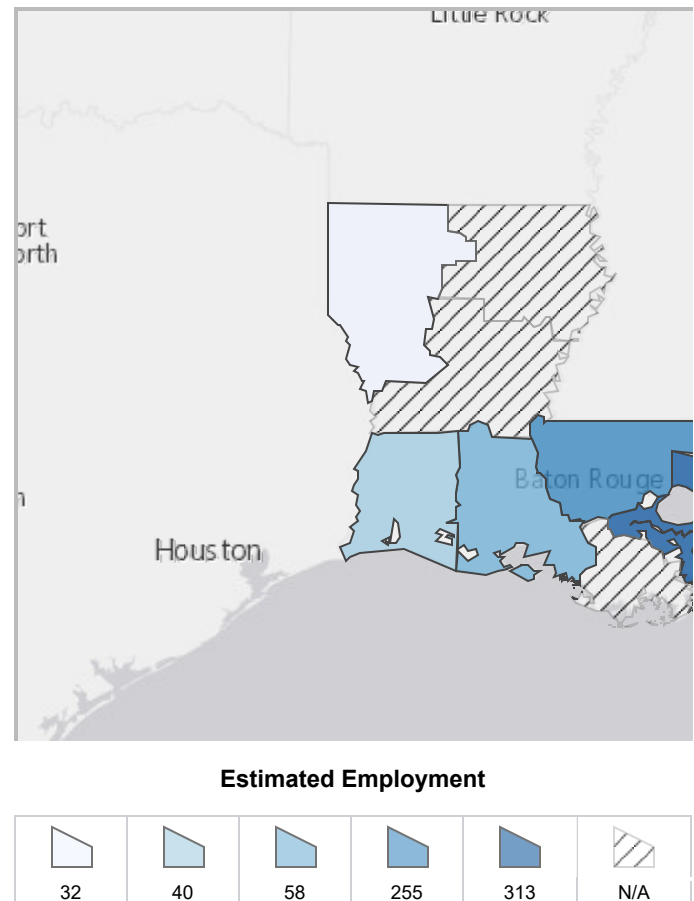 Little Rock
ort
orth
Baton Rouge
n
Houston
Estimated Employment
32 40 58 255 313 N/A